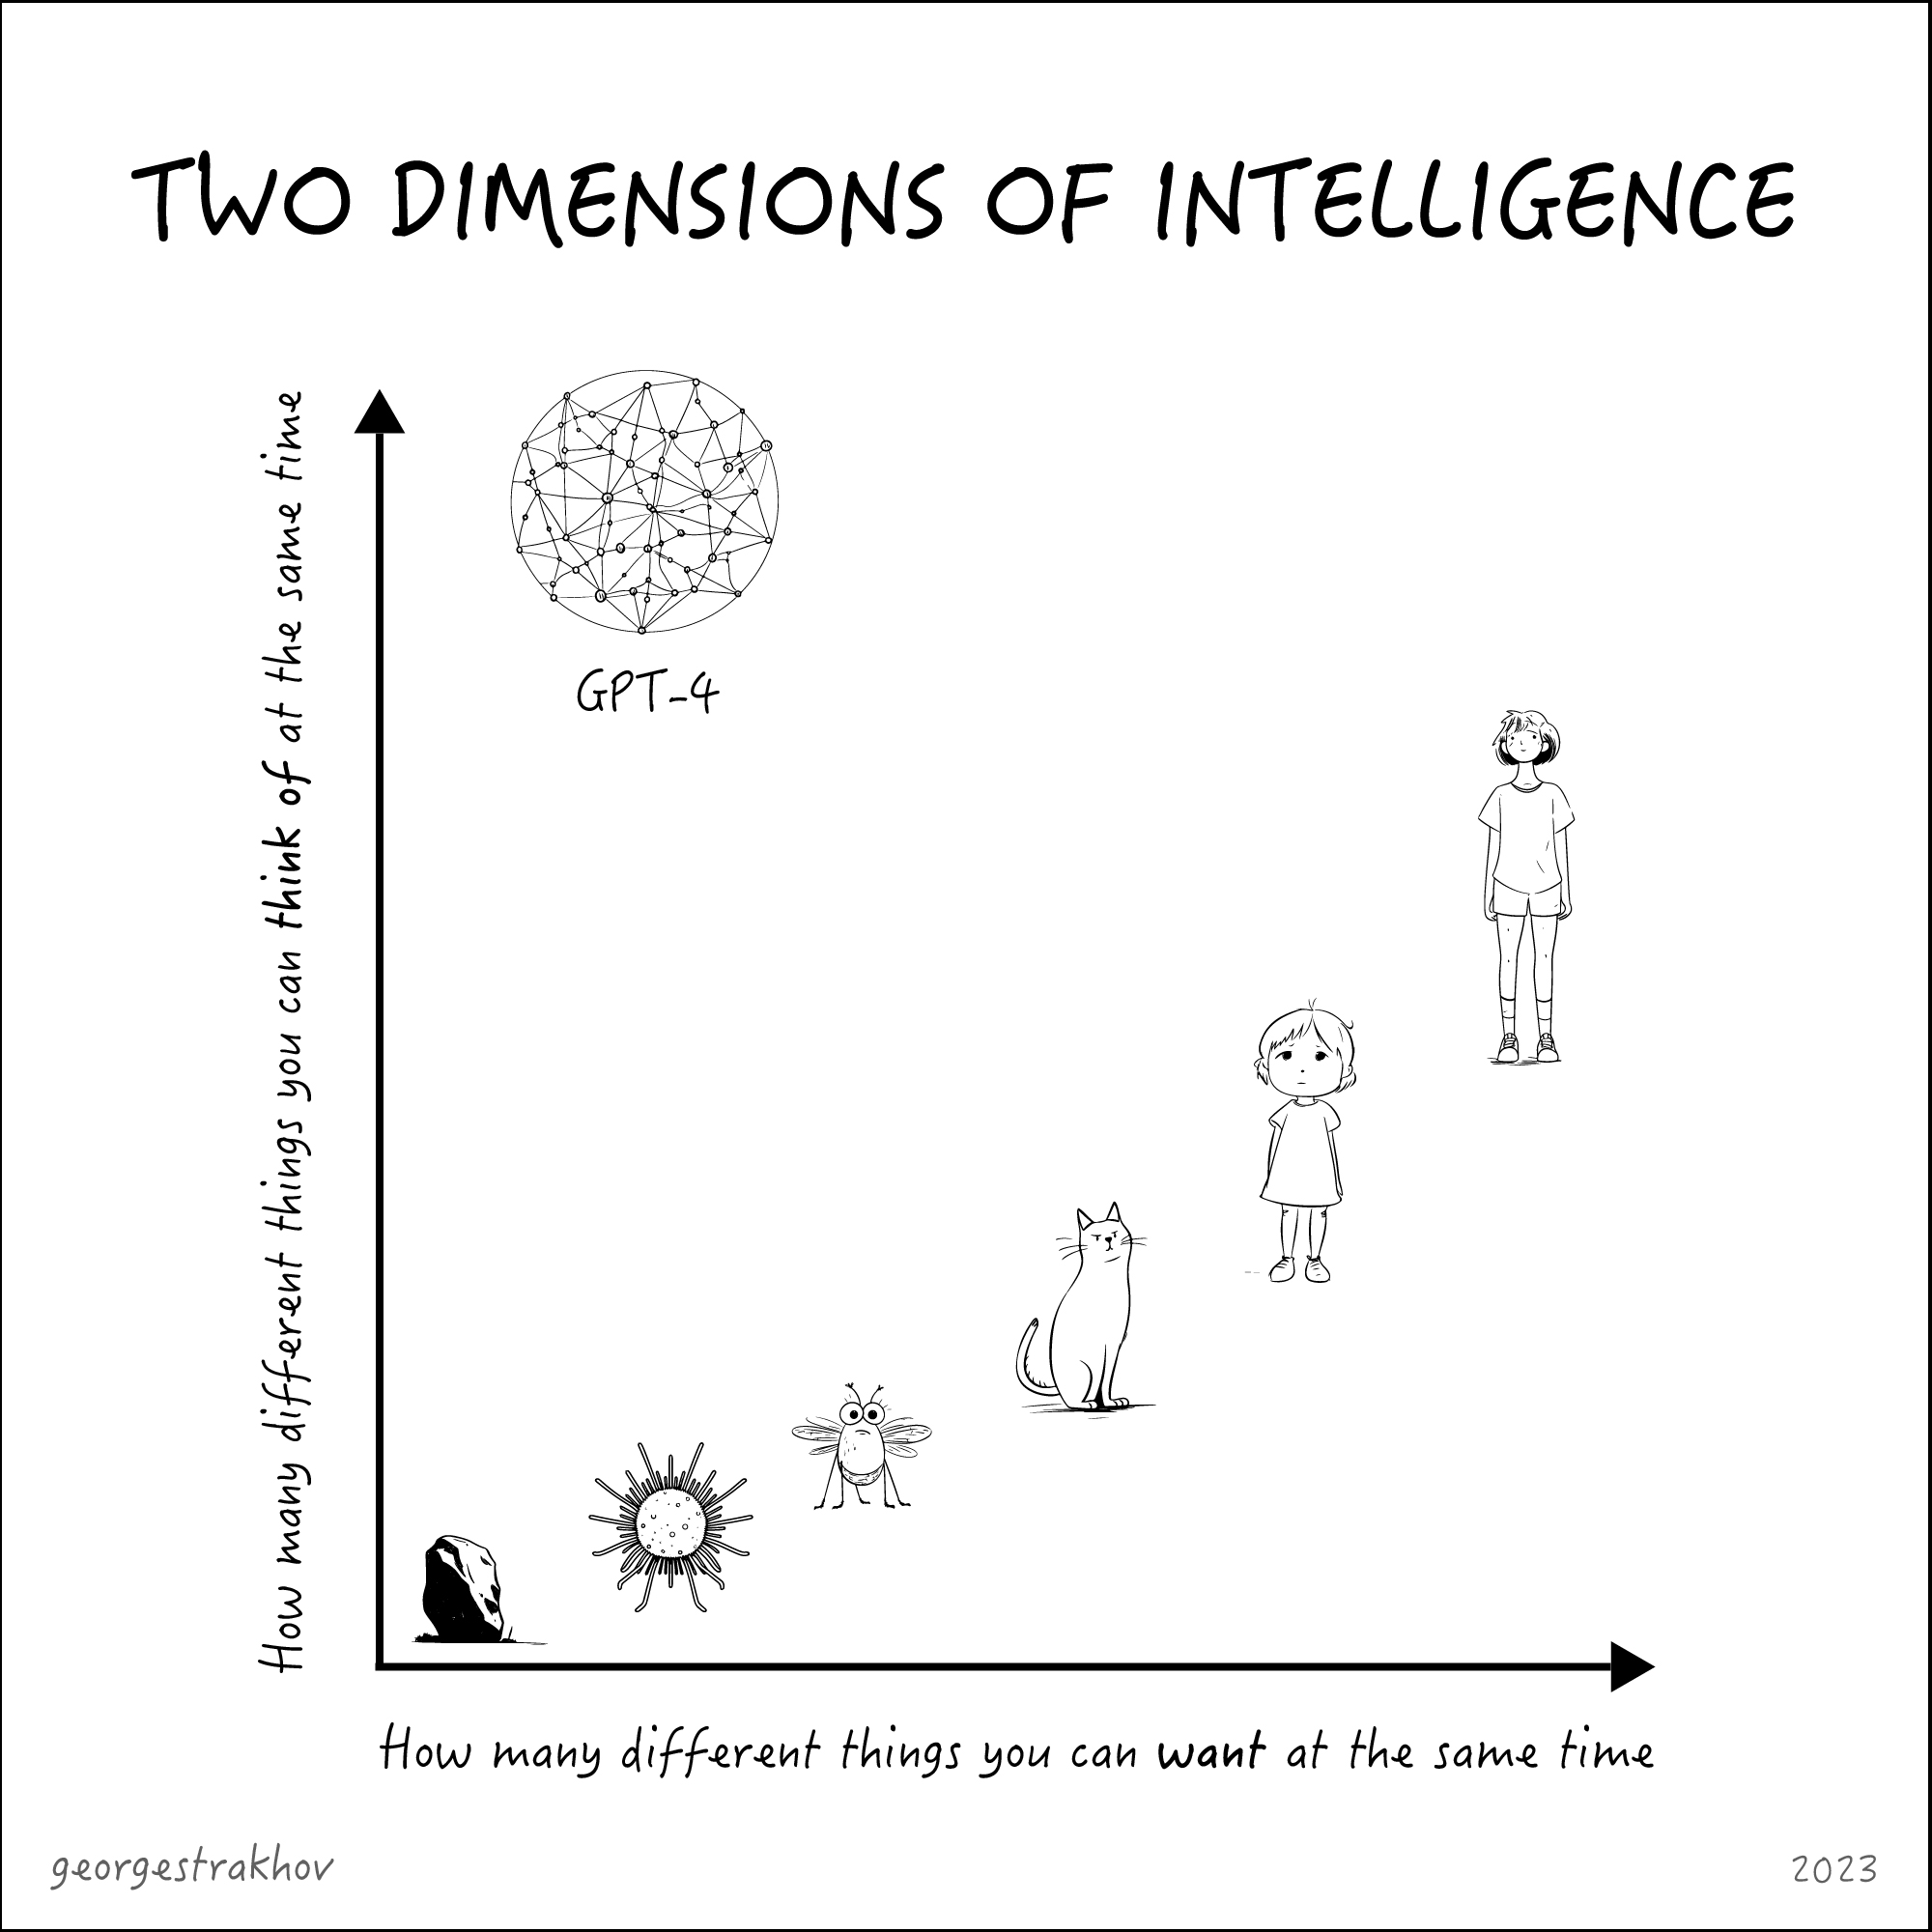 TWO DIMENSIONS OF INTELLIGENCE
How many different things you can think of at the same time
GPT-4
How many different things you can want at the same time
georgestrakhov
2023